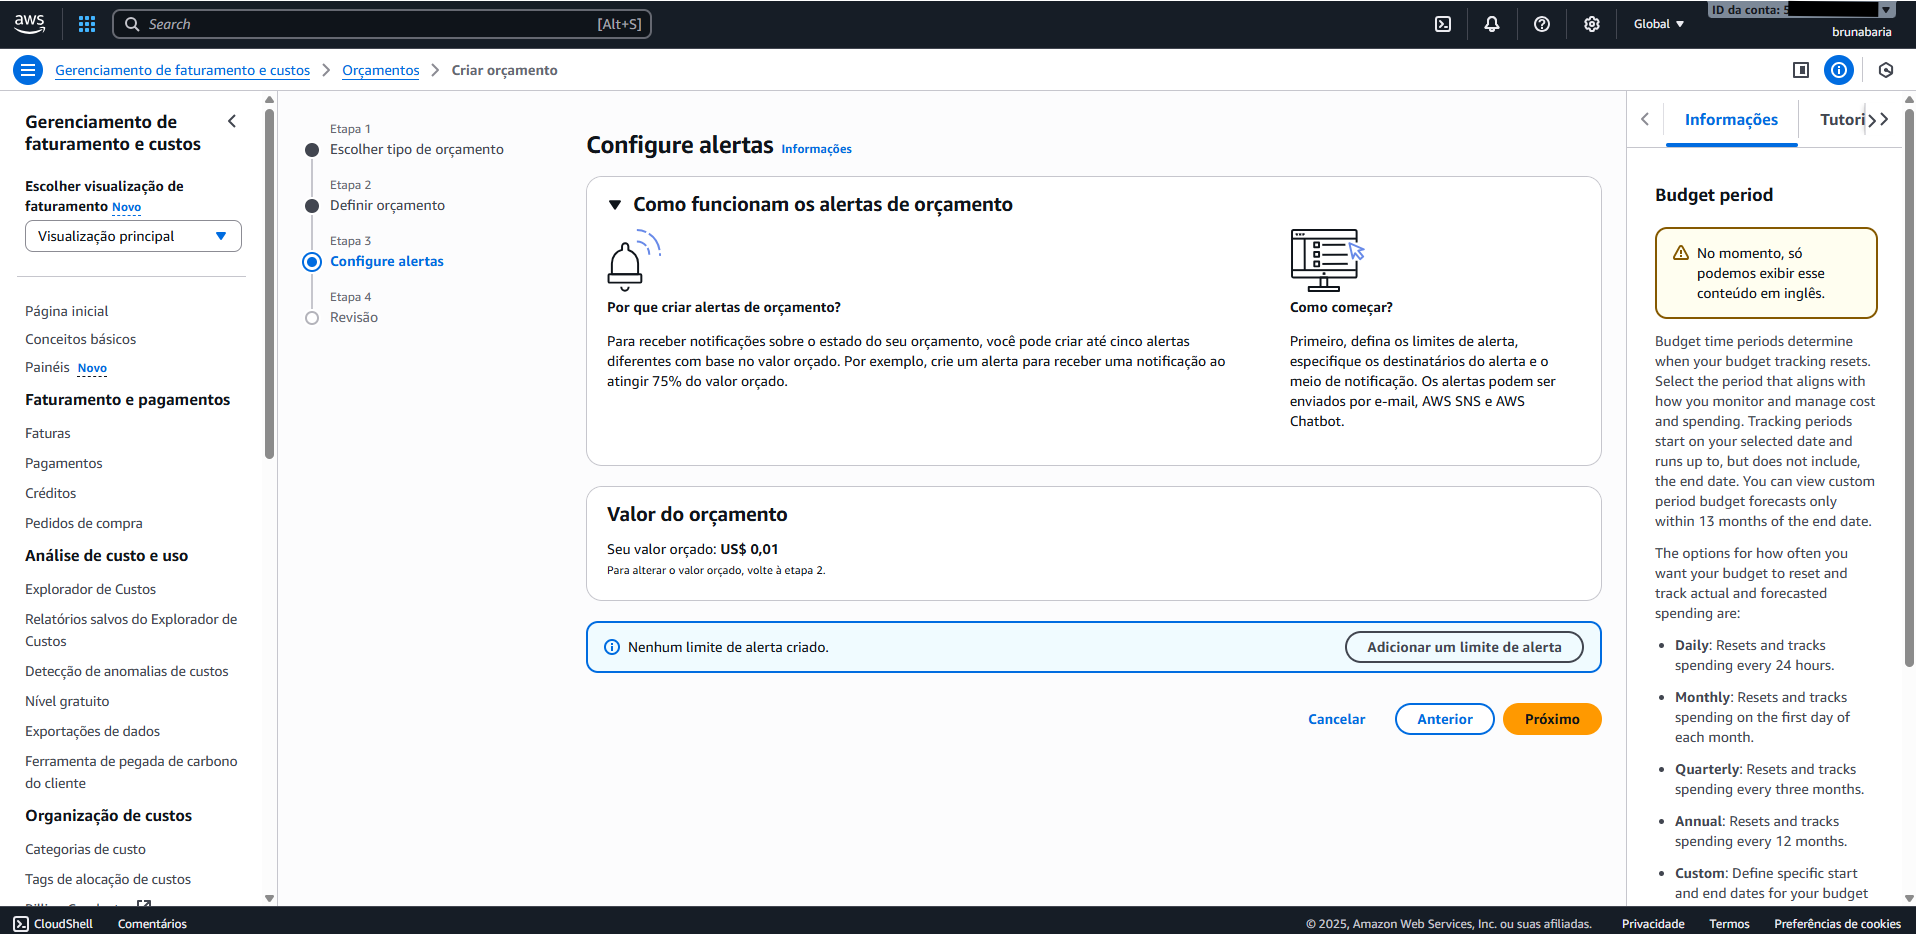 aws
Search
[Alt+S]
Global
ID da conta: 5
brunabaria
Gerenciamento de faturamento e custos
Orçamentos
Criar orçamento
Gerenciamento de
faturamento e custos
Escolher visualização de
faturamento Novo
Visualização principal
Página inicial
Conceitos básicos
Painéis Novo
Faturamento e pagamentos
Faturas
Pagamentos
Créditos
Pedidos de compra
Análise de custo e uso
Explorador de Custos
Relatórios salvos do Explorador de
Custos
Detecção de anomalias de custos
Nível gratuito
Exportações de dados
Ferramenta de pegada de carbono
do cliente
Organização de custos
Categorias de custo
Tags de alocação de custos
Etapa 1
Escolher tipo de orçamento
Etapa 2
Definir orçamento
Etapa 3
Configure alertas
Etapa 4
Revisão
Configure alertas Informações
Como funcionam os alertas de orçamento
Por que criar alertas de orçamento?
Para receber notificações sobre o estado do seu orçamento, você pode criar até cinco alertas
diferentes com base no valor orçado. Por exemplo, crie um alerta para receber uma notificação ao
atingir 75% do valor orçado.
Como começar?
Primeiro, defina os limites de alerta,
especifique os destinatários do alerta e o
meio de notificação. Os alertas podem ser
enviados por e-mail, AWS SNS e AWS
Chatbot.
Valor do orçamento
Seu valor orçado: US$ 0,01
Para alterar o valor orçado, volte à etapa 2.
Nenhum limite de alerta criado.
Adicionar um limite de alerta
Cancelar
Anterior
Próximo
Informações
Tutori
Budget period
No momento, só
podemos exibir esse
conteúdo em inglês.
Budget time periods determine
when your budget tracking resets.
Select the period that aligns with
how you monitor and manage cost
and spending. Tracking periods
start on your selected date and
runs up to, but does not include,
the end date. You can view custom
period budget forecasts only
within 13 months of the end date.
The options for how often you
want your budget to reset and
track actual and forecasted
spending are:
• Daily: Resets and tracks
spending every 24 hours.
• Monthly: Resets and tracks
spending on the first day of
each month.
• Quarterly: Resets and tracks
spending every three months.
• Annual: Resets and tracks
spending every 12 months.
• Custom: Define specific start
and end dates for your budget
CloudShell
Comentários
© 2025, Amazon Web Services, Inc. ou suas afiliadas.
Privacidade
Termos
Preferências de cookies